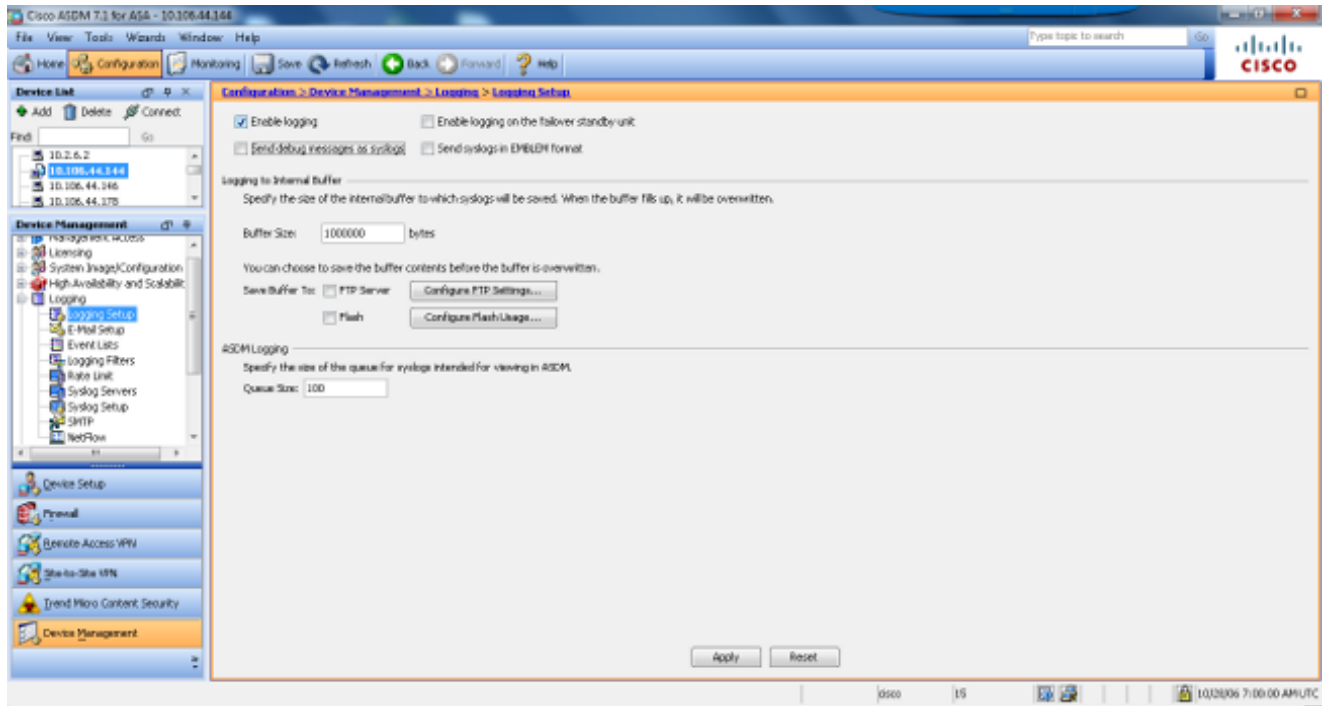 Cisco ASDM 7.1 for ASA - 10.106.44.144
File View Tools Wizards Window Help
Type topic to search Go
Home Configuration Monitoring Save Refresh Back Forward Help
CISCO
Device List
Add Delete Connect
Find: Go
10.2.6.2
10.106.44.144
10.106.44.146
10.106.44.178
Device Management
Management Access
Licensing
System Image/Configuration
High Availability and Scalabilit
Logging
Logging Setup
E-Mail Setup
Event Lists
Logging Filters
Rate Limit
Syslog Servers
Syslog Setup
SMTP
NetFlow
Device Setup
Firewall
Remote Access VPN
Site-to-Site VPN
Trend Micro Content Security
Device Management
Configuration > Device Management > Logging > Logging Setup
Enable logging
Enable logging on the failover standby unit
Send debug messages as syslogs
Send syslogs in EMBLEM format
Logging to Internal Buffer
Specify the size of the internal buffer to which syslogs will be saved. When the buffer fills up, it will be overwritten.
Buffer Size: 1000000 bytes
You can choose to save the buffer contents before the buffer is overwritten.
Save Buffer To: FTP Server Configure FTP Settings...
Flash Configure Flash Usage...
ASDM Logging
Specify the size of the queue for syslogs intended for viewing in ASDM.
Queue Size: 100
Apply Reset
cisco 15 10/20/06 7:00:00 AM UTC